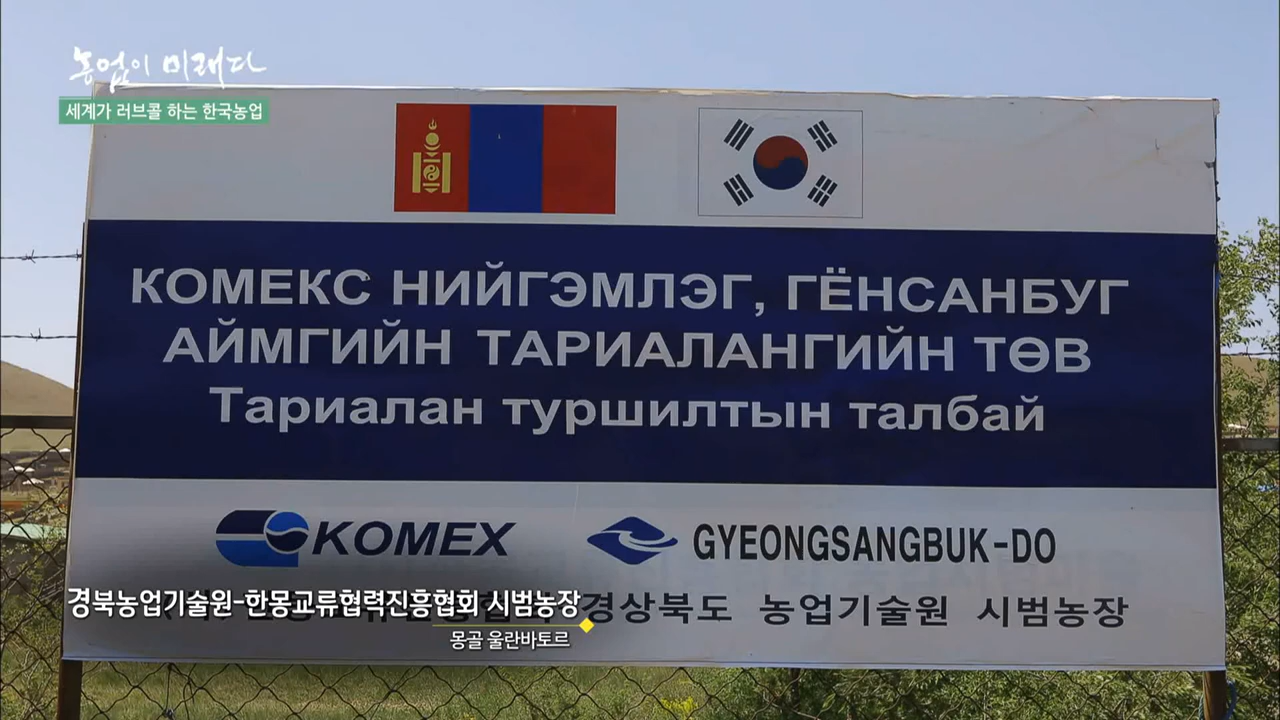 농업이 미래다
세계가 러브콜 하는 한국농업
КОМЕКС НИЙГЭМЛЭГ, ГЁНСАНБУГ
АЙМГИЙН ТАРИАЛАНГИЙН ТӨВ
Тариалан туршилтын талбай
KOMEX
GYEONGSANGBUK-DO
경북농업기술원-한몽교류협력진흥협회 시범농장
경상북도 농업기술원 시범농장
몽골 울란바토르